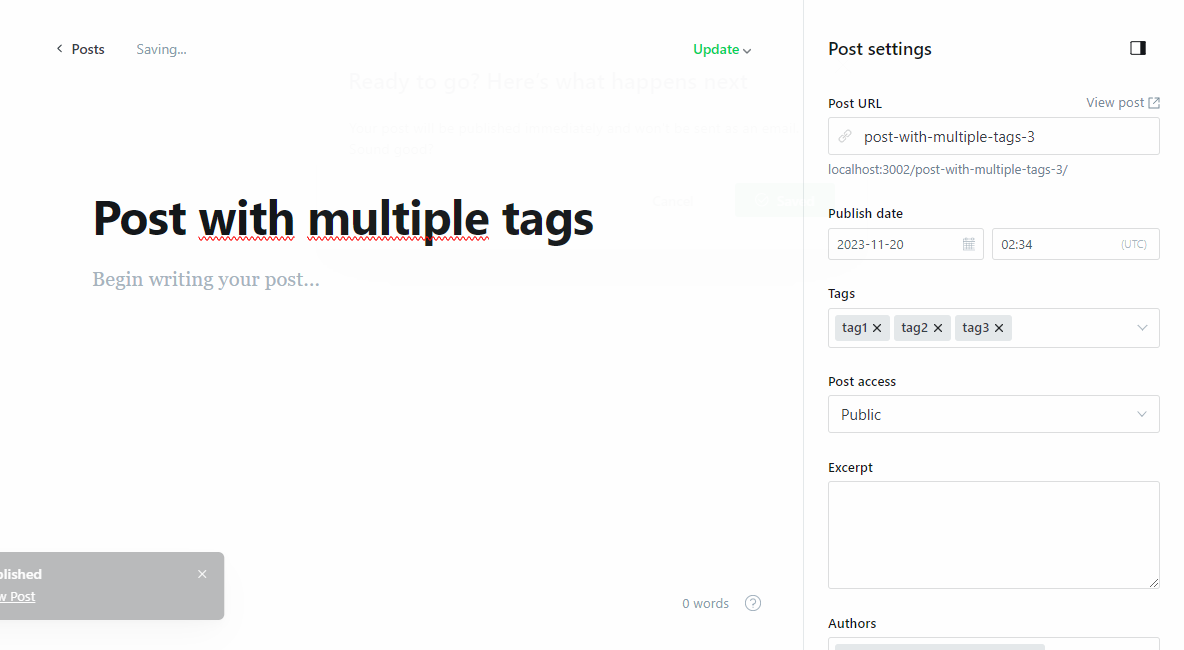 Posts
Saving...
Update
Ready to go? Here's what happens next
Post with multiple tags
Begin writing your post...
0 words
?
blished
w Post
Post settings
Post URL
View post
post-with-multiple-tags-3
localhost:3002/post-with-multiple-tags-3/
Publish date
2023-11-20
02:34
(UTC)
Tags
tag1
tag2
tag3
Post access
Public
Excerpt
Authors